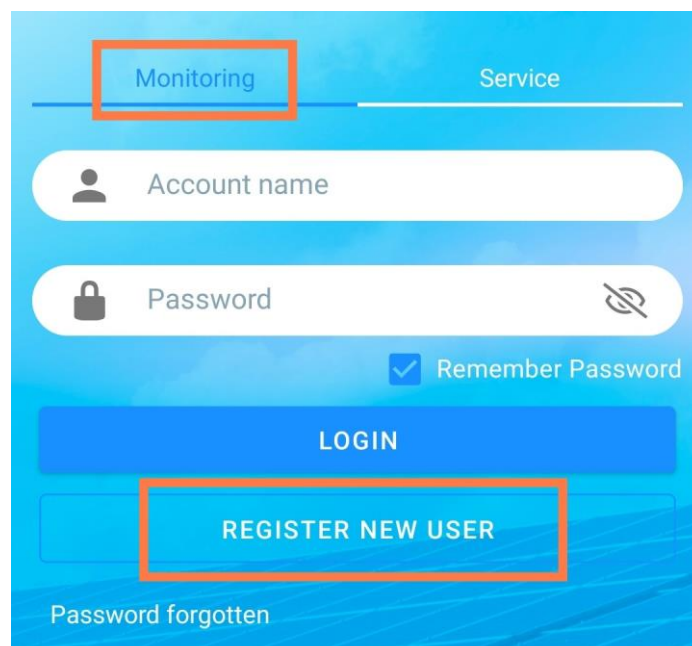 Monitoring Service
Account name
Password
Remember Password
LOGIN
REGISTER NEW USER
Password forgotten